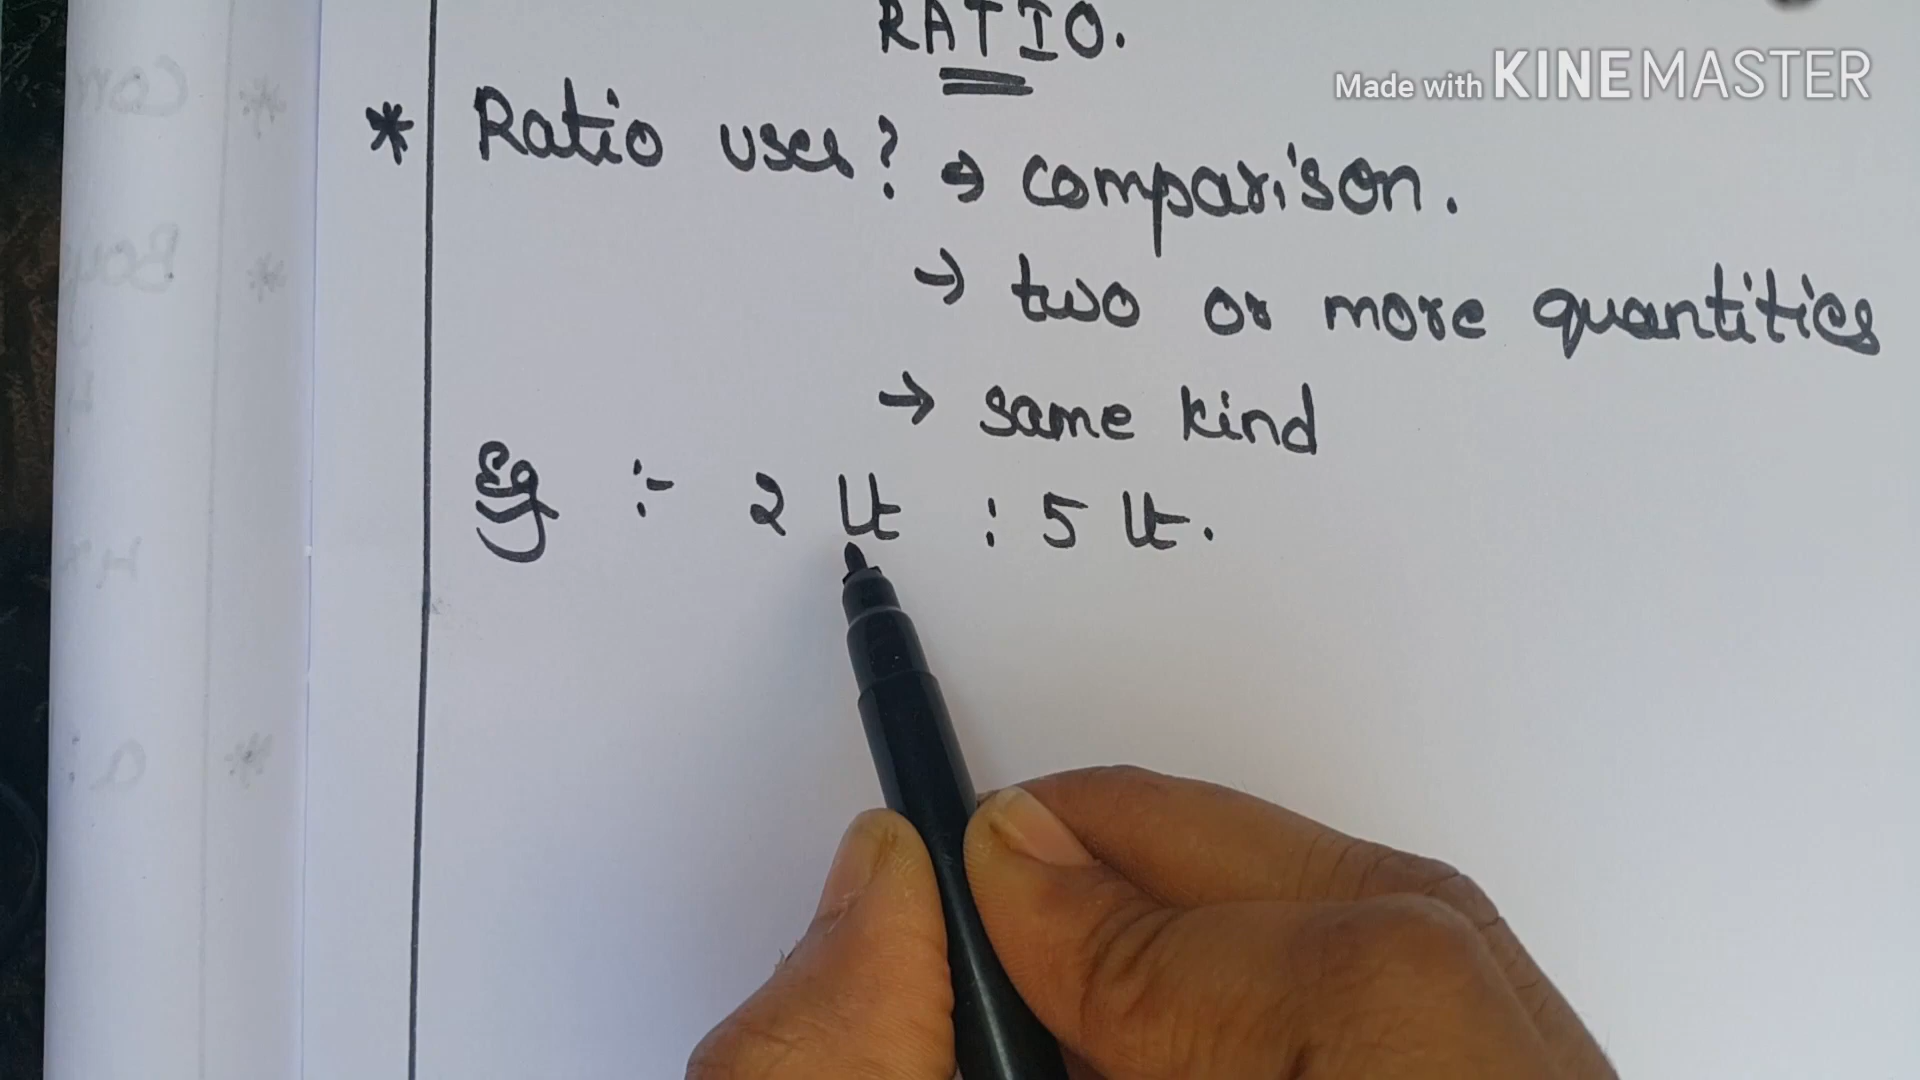 RATIO.
Made with KINEMASTER
* Ratio uses? → comparison.
→ two or more quantities
→ same kind
Eg :- 2 lt : 5 lt.